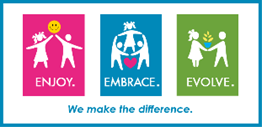 ENJOY. EMBRACE. EVOLVE.
We make the difference.